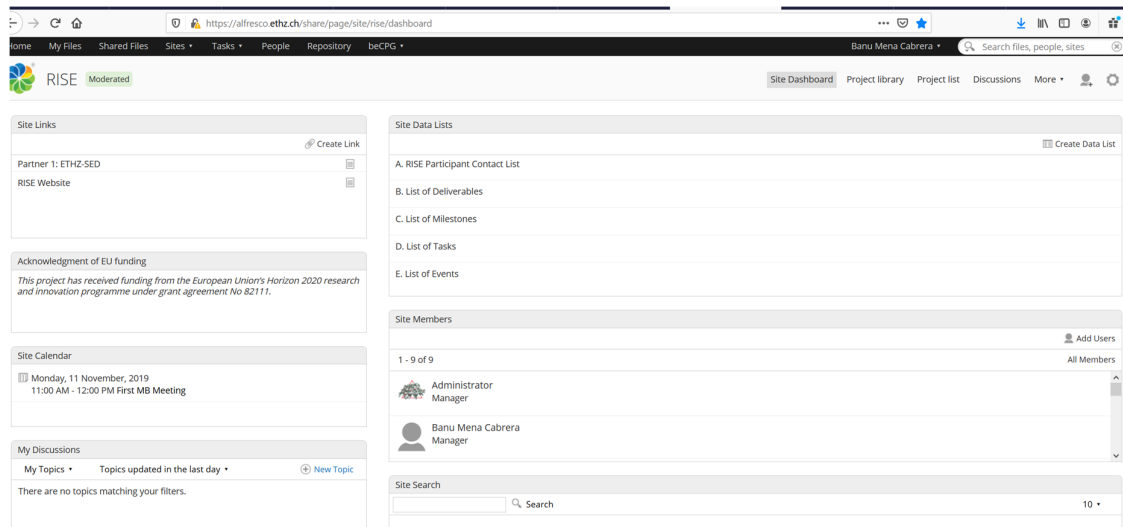 https://alfresco.ethz.ch/share/page/site/rise/dashboard
Home My Files Shared Files Sites Tasks People Repository beCPG Banu Mena Cabrera Search files, people, sites
RISE Moderated Site Dashboard Project library Project list Discussions More
Site Links
Create Link
Partner 1: ETHZ-SED
RISE Website
Acknowledgment of EU funding
This project has received funding from the European Union's Horizon 2020 research
and innovation programme under grant agreement No 82111.
Site Calendar
Monday, 11 November, 2019
11:00 AM - 12:00 PM First MB Meeting
My Discussions
My Topics Topics updated in the last day New Topic
There are no topics matching your filters.
Site Data Lists
Create Data List
A. RISE Participant Contact List
B. List of Deliverables
C. List of Milestones
D. List of Tasks
E. List of Events
Site Members
Add Users
1 - 9 of 9 All Members
Administrator
Manager
Banu Mena Cabrera
Manager
Site Search
Search 10